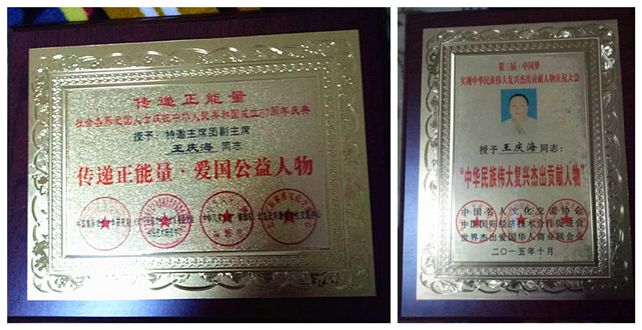 传递正能量
社会各界爱国人士庆祝中华人民共和国成立67周年庆典
授予：特邀主席团副主席
王庆海 同志
传递正能量·爱国公益人物
第三届·中国梦
实现中华民族伟大复兴杰出贡献人物庆祝大会
授予 王庆海 同志：
“中华民族伟大复兴杰出贡献人物”
中国名人文化交流协会
中国国际经济技术合作促进会
世界杰出爱国华人商业联合会
二〇一五年十月